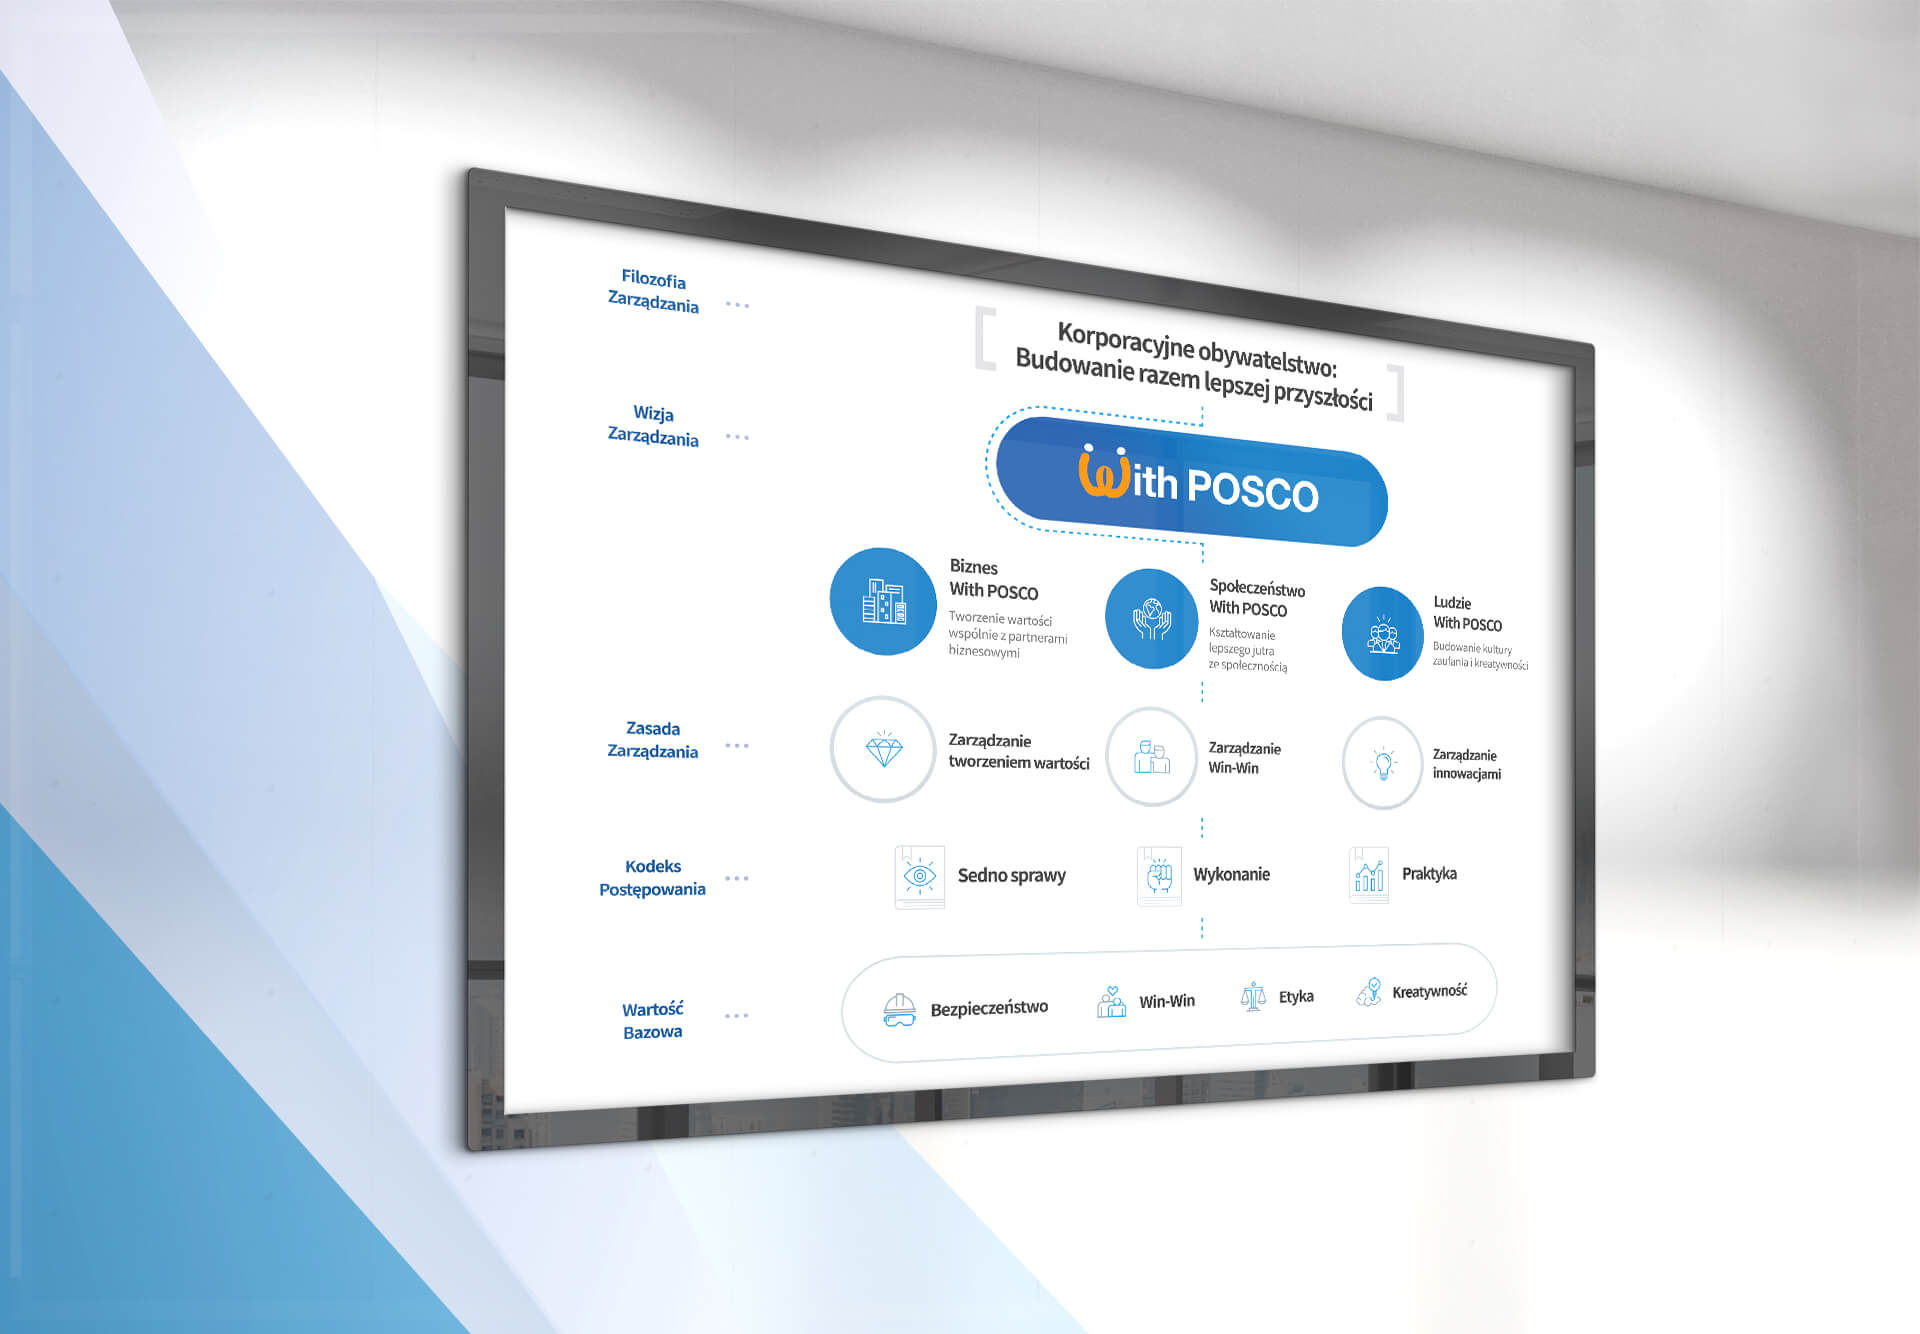 Filozofia
Zarządzania
Korporacyjne obywatelstwo:
Budowanie razem lepszej przyszłości
Wizja
Zarządzania
With POSCO
Biznes
With POSCO
Tworzenie wartości
wspólnie z partnerami
biznesowymi
Społeczeństwo
With POSCO
Kształtowanie
lepszego jutra
ze społecznością
Ludzie
With POSCO
Budowanie kultury
zaufania i kreatywności
Zasada
Zarządzania
Zarządzanie
tworzeniem wartości
Zarządzanie
Win-Win
Zarządzanie
innowacjami
Kodeks
Postępowania
Sedno sprawy
Wykonanie
Praktyka
Wartość
Bazowa
Bezpieczeństwo
Win-Win
Etyka
Kreatywność